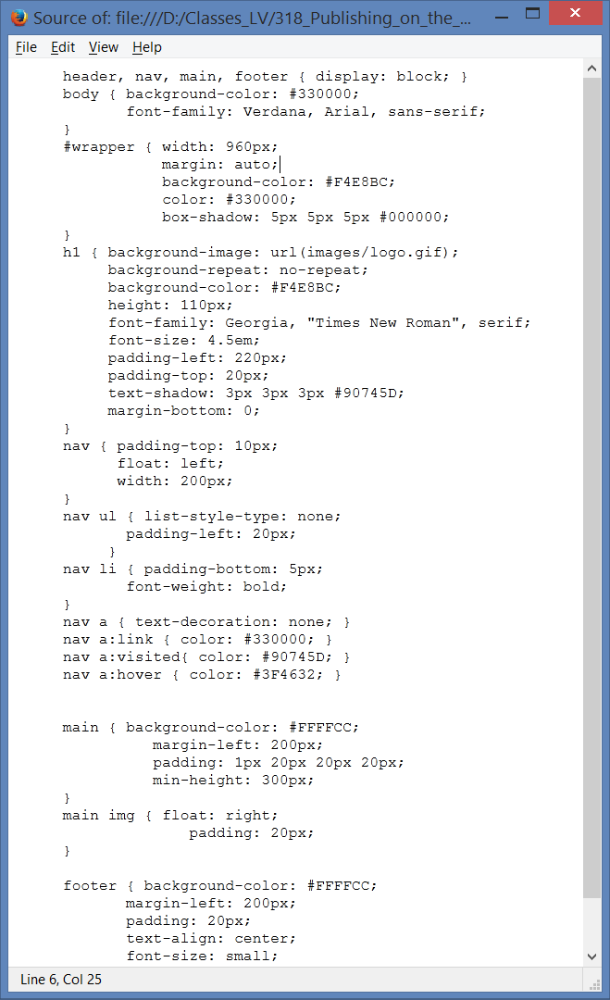 Source of: file:///D:/Classes_LV/318_Publishing_on_the_...
File Edit View Help
header, nav, main, footer { display: block; }
body { background-color: #330000;
font-family: Verdana, Arial, sans-serif;
}
#wrapper { width: 960px;
margin: auto;
background-color: #F4E8BC;
color: #330000;
box-shadow: 5px 5px 5px #000000;
}
h1 { background-image: url(images/logo.gif);
background-repeat: no-repeat;
background-color: #F4E8BC;
height: 110px;
font-family: Georgia, "Times New Roman", serif;
font-size: 4.5em;
padding-left: 220px;
padding-top: 20px;
text-shadow: 3px 3px 3px #90745D;
margin-bottom: 0;
}
nav { padding-top: 10px;
float: left;
width: 200px;
}
nav ul { list-style-type: none;
padding-left: 20px;
}
nav li { padding-bottom: 5px;
font-weight: bold;
}
nav a { text-decoration: none; }
nav a:link { color: #330000; }
nav a:visited{ color: #90745D; }
nav a:hover { color: #3F4632; }
main { background-color: #FFFFCC;
margin-left: 200px;
padding: 1px 20px 20px 20px;
min-height: 300px;
}
main img { float: right;
padding: 20px;
}
footer { background-color: #FFFFCC;
margin-left: 200px;
padding: 20px;
text-align: center;
font-size: small;
Line 6, Col 25